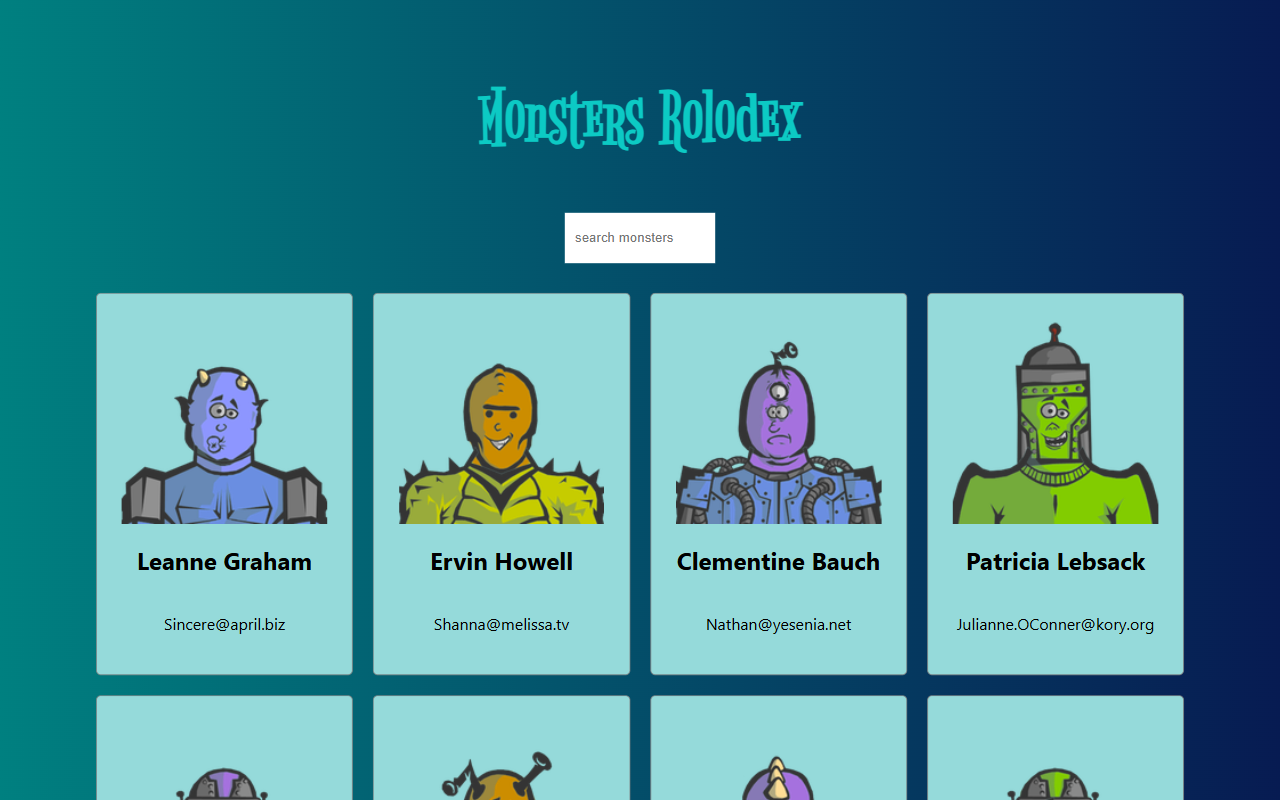 Monsters Rolodex
search monsters
Leanne Graham
Ervin Howell
Clementine Bauch
Patricia Lebsack
Sincere@april.biz
Shanna@melissa.tv
Nathan@yesenia.net
Julianne.OConner@kory.org